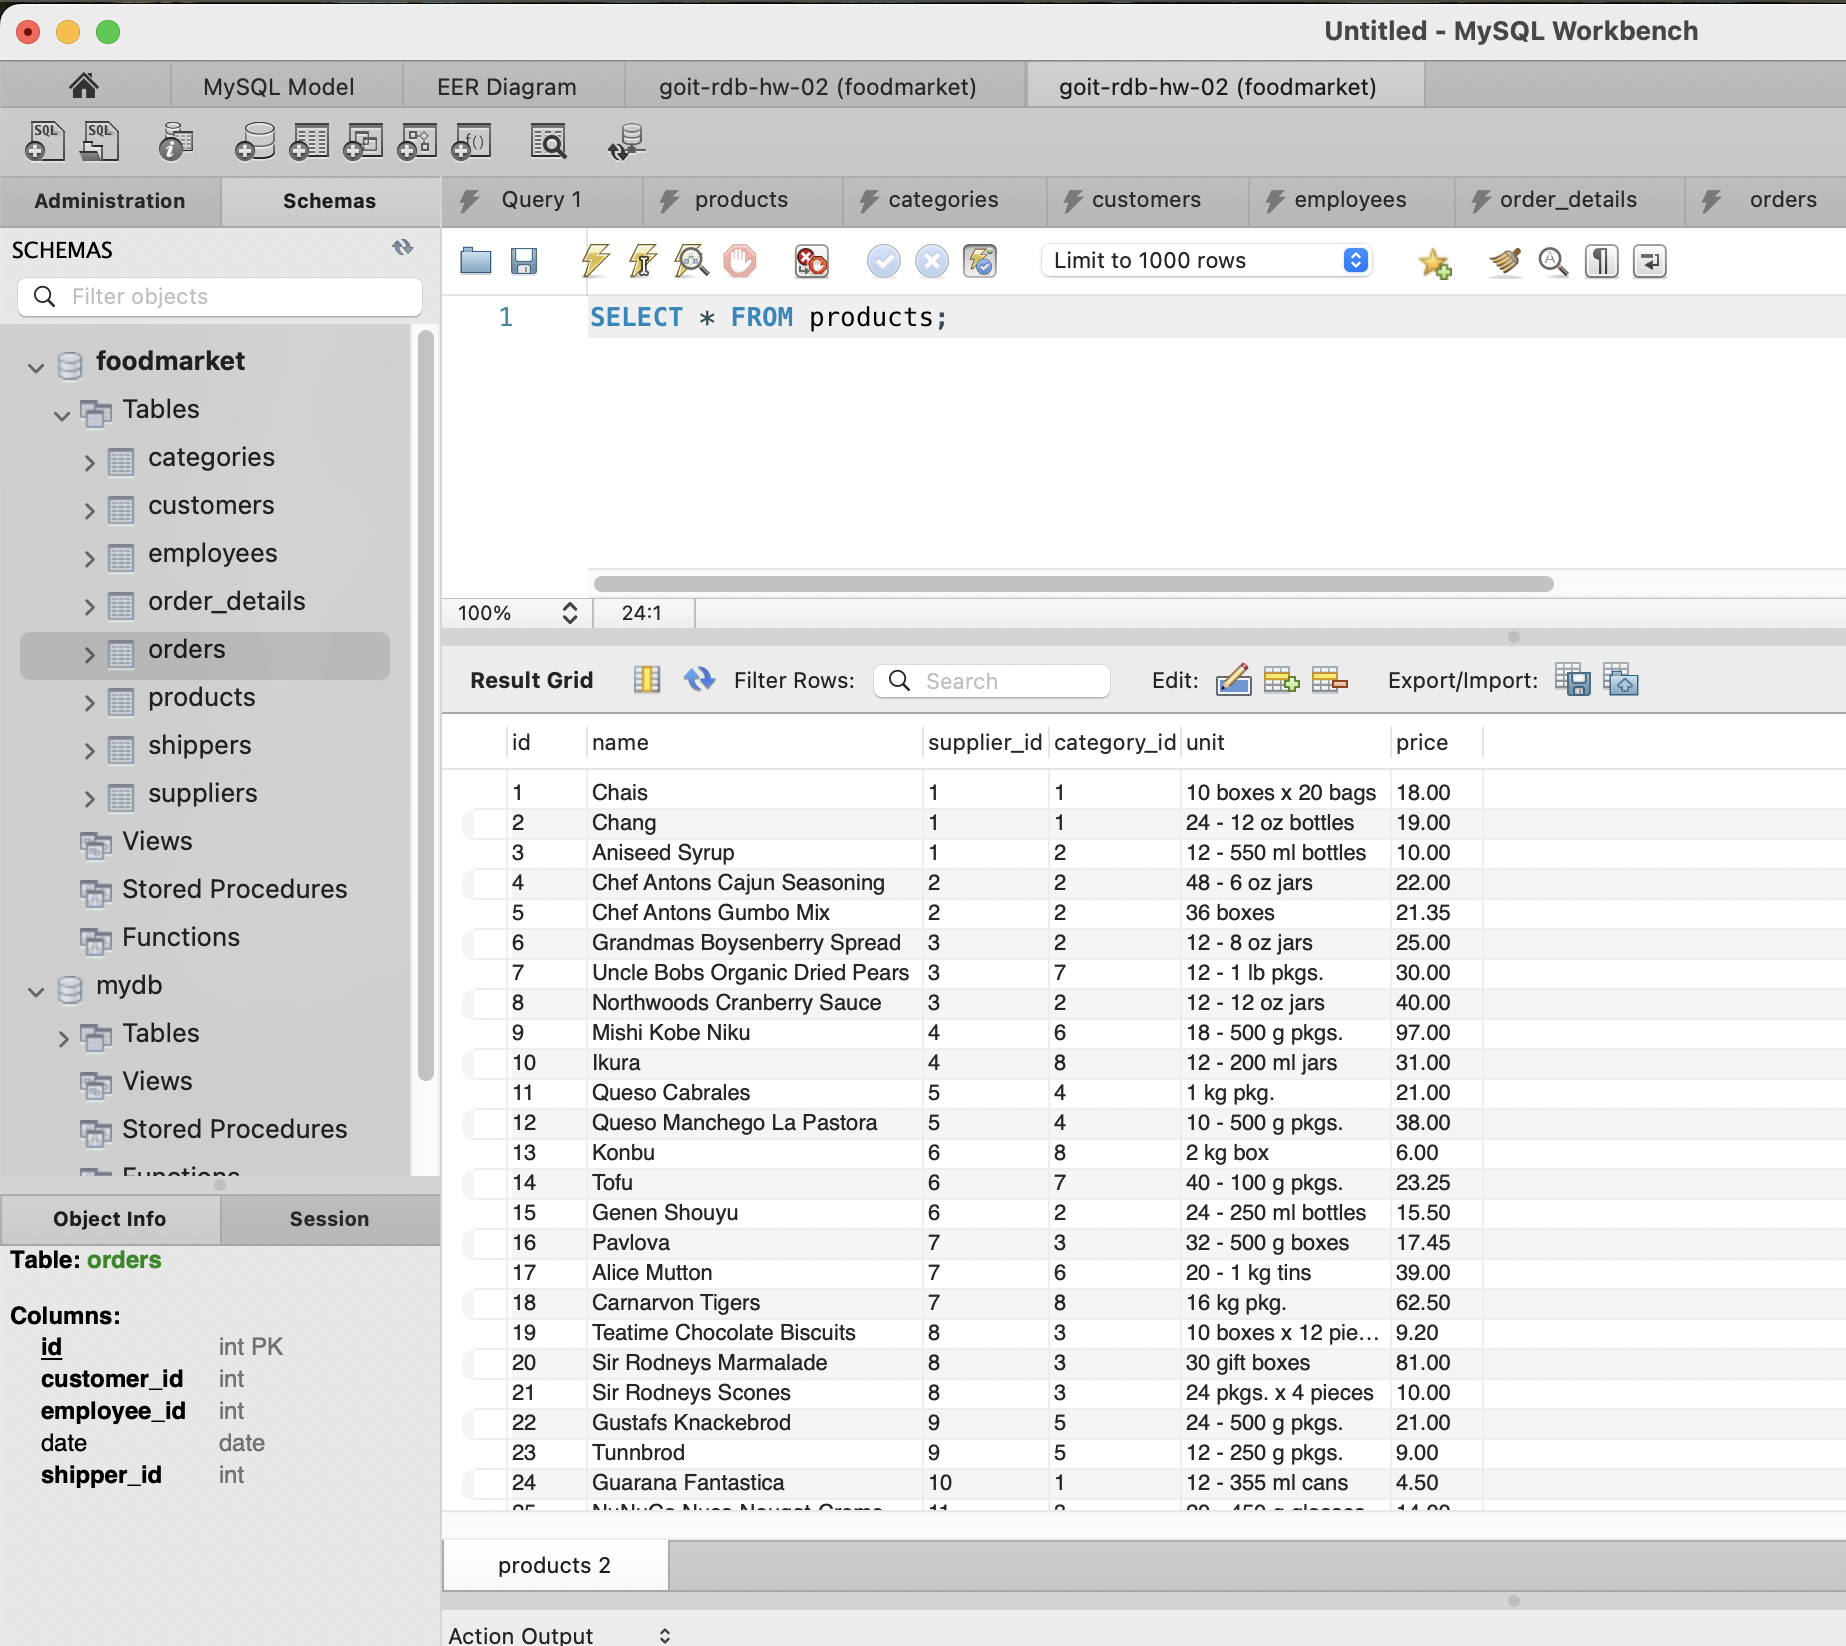 Untitled - MySQL Workbench
MySQL Model
EER Diagram
goit-rdb-hw-02 (foodmarket)
goit-rdb-hw-02 (foodmarket)
SQL
SQL
Administration
Schemas
Query 1
products
categories
customers
employees
order_details
orders
SCHEMAS
Filter objects
foodmarket
Tables
categories
customers
employees
order_details
orders
products
shippers
suppliers
Views
Stored Procedures
Functions
mydb
Tables
Views
Stored Procedures
Functions
Object Info
Session
Table: orders
Columns:
id int PK
customer_id int
employee_id int
date date
shipper_id int
Limit to 1000 rows
1 SELECT * FROM products;
100% 24:1
Result Grid Filter Rows: Search Edit: Export/Import:
id name supplier_id category_id unit price
1 Chais 1 1 10 boxes x 20 bags 18.00
2 Chang 1 1 24 - 12 oz bottles 19.00
3 Aniseed Syrup 1 2 12 - 550 ml bottles 10.00
4 Chef Antons Cajun Seasoning 2 2 48 - 6 oz jars 22.00
5 Chef Antons Gumbo Mix 2 2 36 boxes 21.35
6 Grandmas Boysenberry Spread 3 2 12 - 8 oz jars 25.00
7 Uncle Bobs Organic Dried Pears 3 7 12 - 1 lb pkgs. 30.00
8 Northwoods Cranberry Sauce 3 2 12 - 12 oz jars 40.00
9 Mishi Kobe Niku 4 6 18 - 500 g pkgs. 97.00
10 Ikura 4 8 12 - 200 ml jars 31.00
11 Queso Cabrales 5 4 1 kg pkg. 21.00
12 Queso Manchego La Pastora 5 4 10 - 500 g pkgs. 38.00
13 Konbu 6 8 2 kg box 6.00
14 Tofu 6 7 40 - 100 g pkgs. 23.25
15 Genen Shouyu 6 2 24 - 250 ml bottles 15.50
16 Pavlova 7 3 32 - 500 g boxes 17.45
17 Alice Mutton 7 6 20 - 1 kg tins 39.00
18 Carnarvon Tigers 7 8 16 kg pkg. 62.50
19 Teatime Chocolate Biscuits 8 3 10 boxes x 12 pie... 9.20
20 Sir Rodneys Marmalade 8 3 30 gift boxes 81.00
21 Sir Rodneys Scones 8 3 24 pkgs. x 4 pieces 10.00
22 Gustafs Knackebrod 9 5 24 - 500 g pkgs. 21.00
23 Tunnbrod 9 5 12 - 250 g pkgs. 9.00
24 Guarana Fantastica 10 1 12 - 355 ml cans 4.50
products 2
Action Output